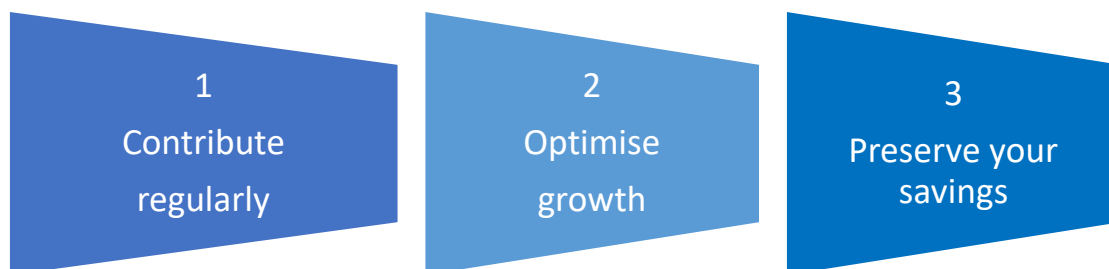 1
Contribute
regularly
2
Optimise
growth
3
Preserve your
savings